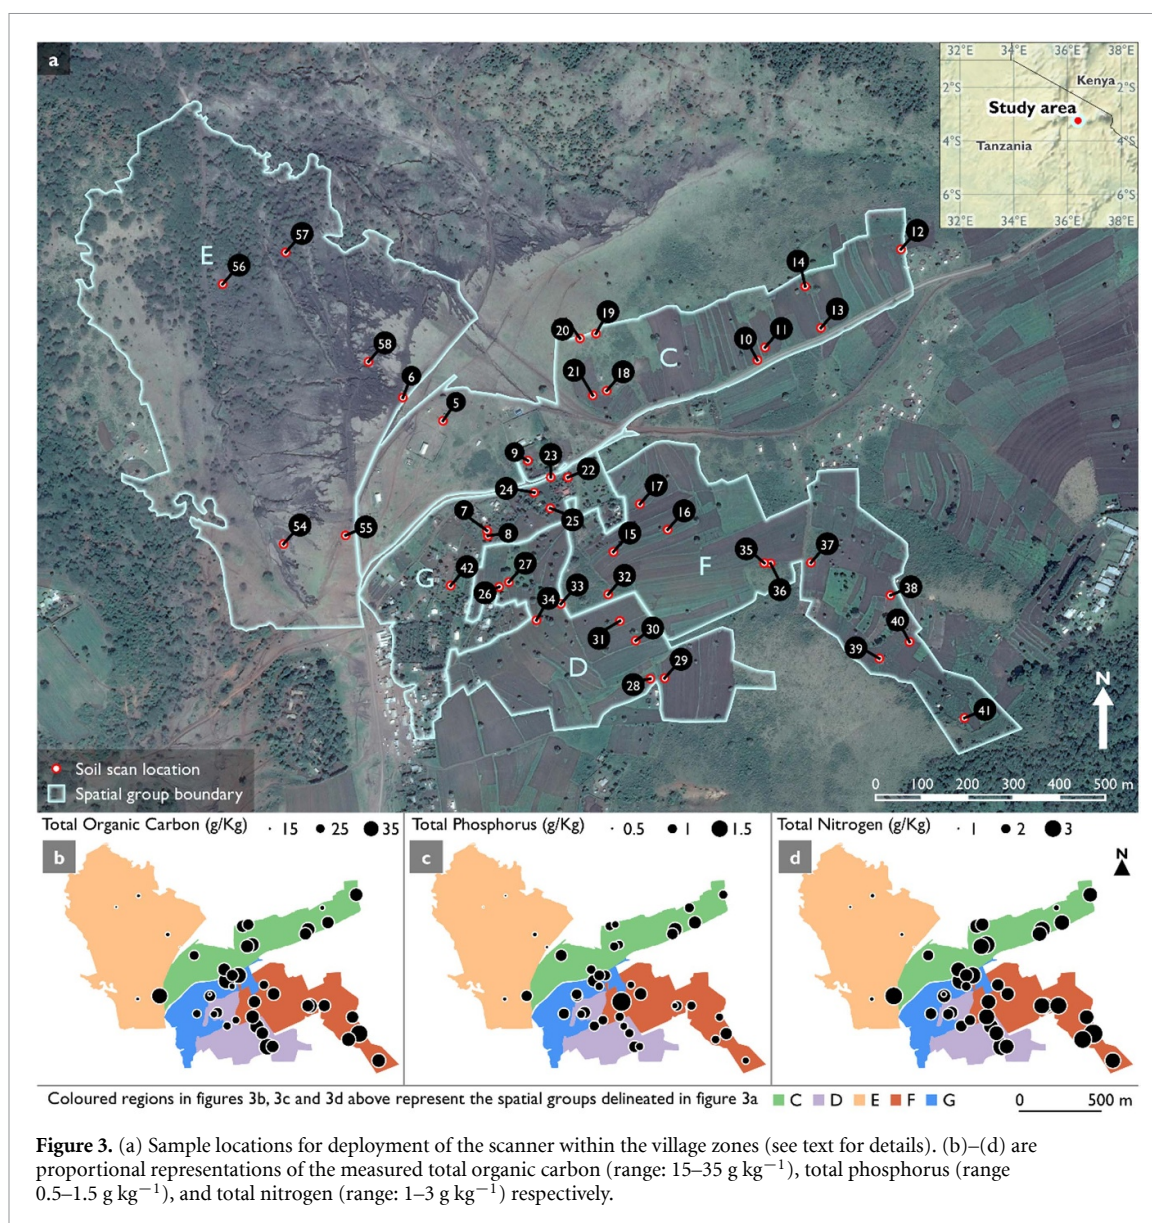 a
32°E 34°E 36°E 38°E
Kenya
2°S 2°S
Study area
4°S 4°S
Tanzania
6°S 6°S
32°E 34°E 36°E 38°E
12
57
E
56
14
19
20
13
11
10
C
58
21
18
6
5
9
23
22
24
17
7
16
25
54
55
8
15
35
37
F
27
42
G
32
36
38
26
34
33
40
31
30
39
D
29
28
N
41
Soil scan location
Spatial group boundary
0 100 200 300 400 500 m
Total Organic Carbon (g/Kg) 15 25 35
Total Phosphorus (g/Kg) 0.5 1 1.5
Total Nitrogen (g/Kg) 1 2 3
b
c
d
N
Coloured regions in figures 3b, 3c and 3d above represent the spatial groups delineated in figure 3a C D E F G
0 500 m
Figure 3. (a) Sample locations for deployment of the scanner within the village zones (see text for details). (b)–(d) are
proportional representations of the measured total organic carbon (range: 15–35 g kg−1), total phosphorus (range
0.5–1.5 g kg−1), and total nitrogen (range: 1–3 g kg−1) respectively.